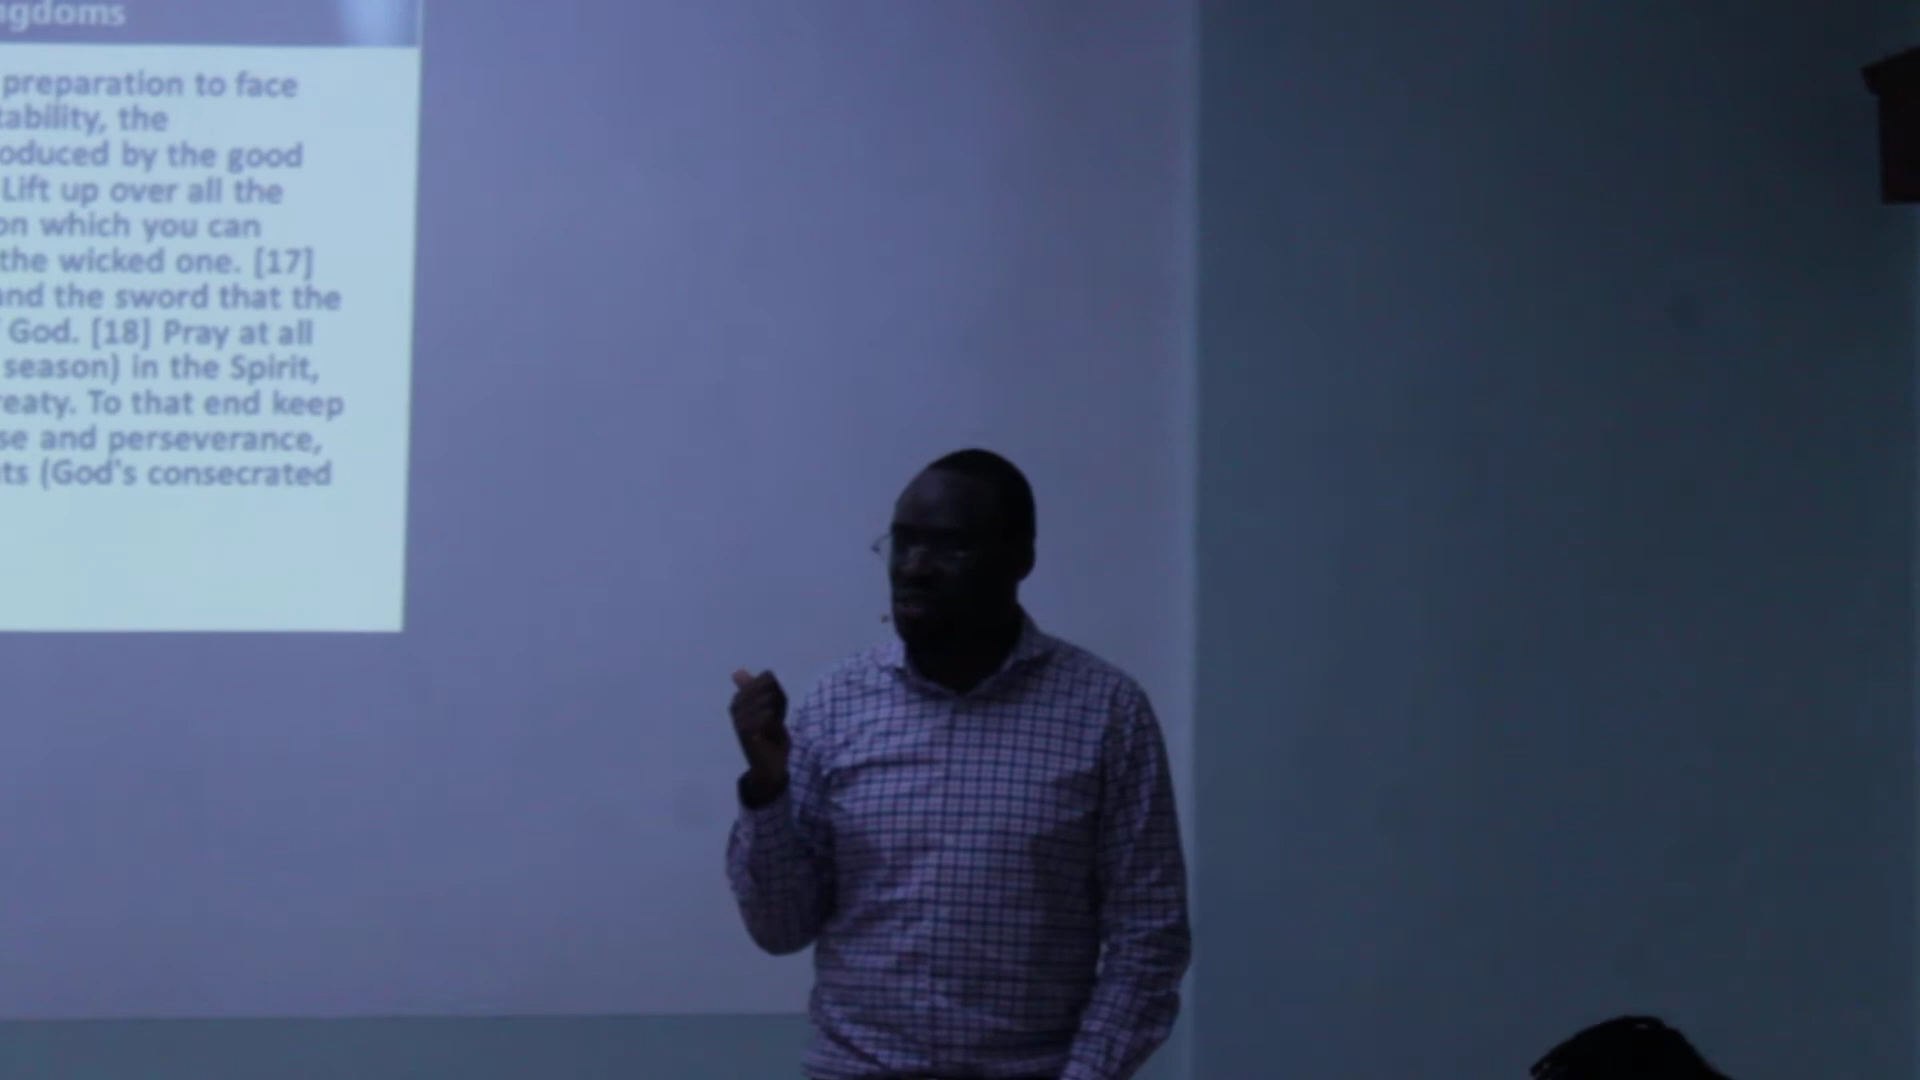 ngdoms
preparation to face
tability, the
oduced by the good
Lift up over all the
on which you can
the wicked one. [17]
and the sword that the
God. [18] Pray at all
season) in the Spirit,
reaty. To that end keep
se and perseverance,
ts (God's consecrated